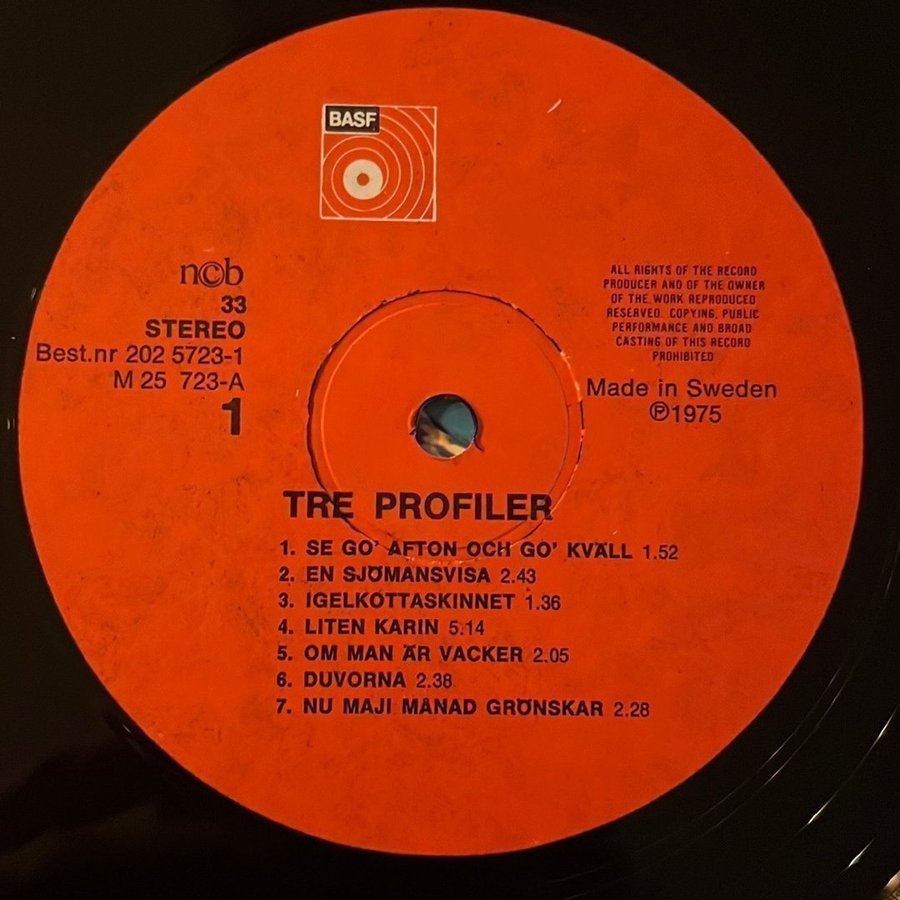 BASF
n©b
33
STEREO
Best.nr 202 5723-1
M 25 723-A
1
ALL RIGHTS OF THE RECORD
PRODUCER AND OF THE OWNER
OF THE WORK REPRODUCED
RESERVED. COPYING, PUBLIC
PERFORMANCE AND BROAD
CASTING OF THIS RECORD
PROHIBITED
Made in Sweden
℗1975
TRE PROFILER
1. SE GO' AFTON OCH GO' KVÄLL 1.52
2. EN SJÖMANSVISA 2.43
3. IGELKOTTASKINNET 1.36
4. LITEN KARIN 5.14
5. OM MAN ÄR VACKER 2.05
6. DUVORNA 2.38
7. NU MAJI MÅNAD GRÖNSKAR 2.28